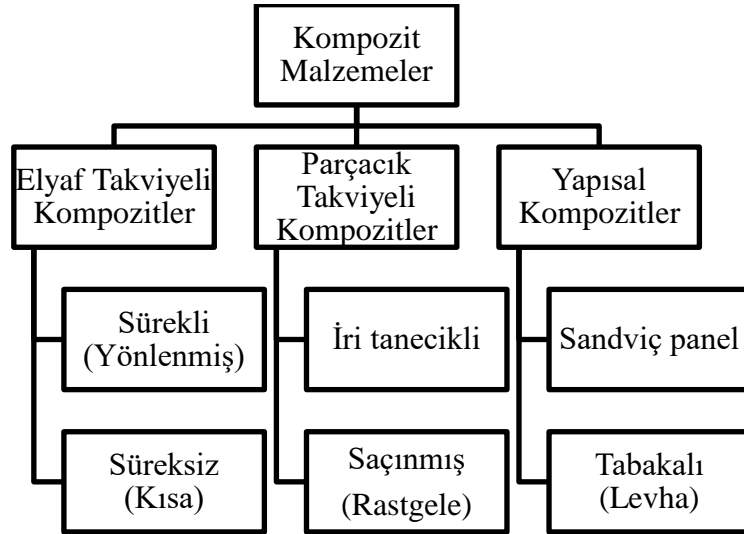 Kompozit
Malzemeler
Elyaf Takviyeli
Kompozitler
Parçacık
Takviyeli
Kompozitler
Yapısal
Kompozitler
Sürekli
(Yönlenmiş)
İri tanecikli
Sandviç panel
Süreksiz
(Kısa)
Saçınmış
(Rastgele)
Tabakalı
(Levha)